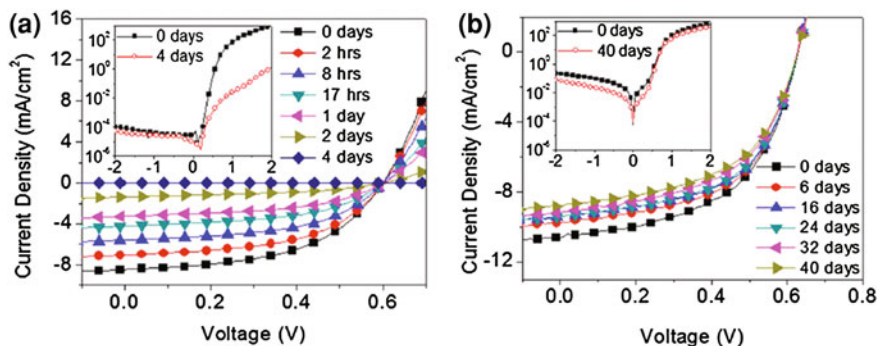 (a)
16
12
8
4
0
-4
-8
Current Density (mA/cm²)
0.0
0.2
0.4
0.6
Voltage (V)
10²
10⁰
10⁻²
10⁻⁴
10⁻⁶
-2
-1
0
1
2
0 days
4 days
0 days
2 hrs
8 hrs
17 hrs
1 day
2 days
4 days
(b)
0
-4
-8
-12
Current Density (mA/cm²)
0.0
0.2
0.4
0.6
0.8
Voltage (V)
10²
10⁰
10⁻²
10⁻⁴
10⁻⁶
-2
-1
0
1
2
0 days
40 days
0 days
6 days
16 days
24 days
32 days
40 days